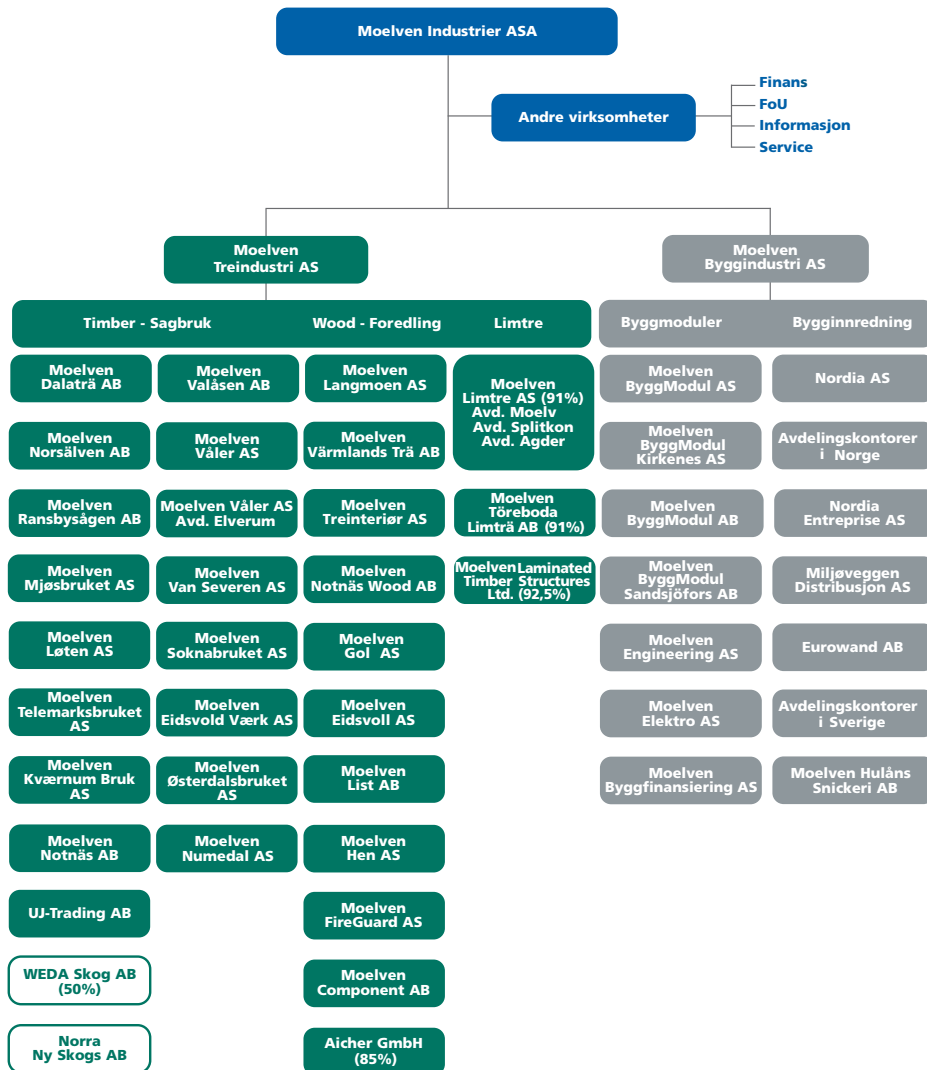 Moelven Industrier ASA
Andre virksomheter
Finans
FoU
Informasjon
Service
Moelven
Treindustri AS
Moelven
Byggindustri AS
Timber - Sagbruk
Wood - Foredling
Limtre
Byggmoduler
Bygginnredning
Moelven
Dalaträ AB
Moelven
Norsälven AB
Moelven
Ransbysågen AB
Moelven
Mjøsbruket AS
Moelven
Løten AS
Moelven
Telemarksbruket
AS
Moelven
Kværnum Bruk
AS
Moelven
Notnäs AB
UJ-Trading AB
WEDA Skog AB
(50%)
Norra
Ny Skogs AB
Moelven
Valåsen AB
Moelven
Våler AS
Moelven Våler AS
Avd. Elverum
Moelven
Van Severen AS
Moelven
Soknabruket AS
Moelven
Eidsvold Værk AS
Moelven
Østerdalsbruket
AS
Moelven
Numedal AS
Moelven
Langmoen AS
Moelven
Värmlands Trä AB
Moelven
Treinteriør AS
Moelven
Notnäs Wood AB
Moelven
Gol AS
Moelven
Eidsvoll AS
Moelven
List AB
Moelven
Hen AS
Moelven
FireGuard AS
Moelven
Component AB
Aicher GmbH
(85%)
Moelven
Limtre AS (91%)
Avd. Moelv
Avd. Splitkon
Avd. Agder
Moelven
Töreboda
Limträ AB (91%)
Moelven Laminated
Timber Structures
Ltd. (92,5%)
Moelven
ByggModul AS
Moelven
ByggModul
Kirkenes AS
Moelven
ByggModul AB
Moelven
ByggModul
Sandsjöfors AB
Moelven
Engineering AS
Moelven
Elektro AS
Moelven
Byggfinansiering AS
Nordia AS
Avdelingskontorer
i Norge
Nordia
Entreprise AS
Miljøveggen
Distribusjon AS
Eurowand AB
Avdelingskontorer
i Sverige
Moelven Hulåns
Snickeri AB